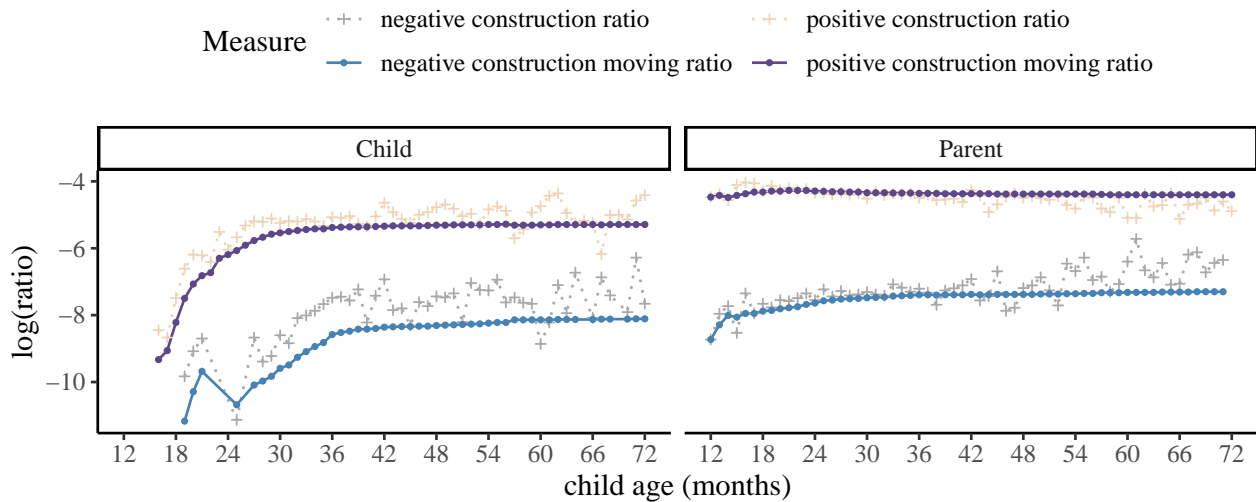 Measure
negative construction ratio
positive construction ratio
negative construction moving ratio
positive construction moving ratio
Child
Parent
log(ratio)
−4
−6
−8
−10
12 18 24 30 36 42 48 54 60 66 72
12 18 24 30 36 42 48 54 60 66 72
child age (months)